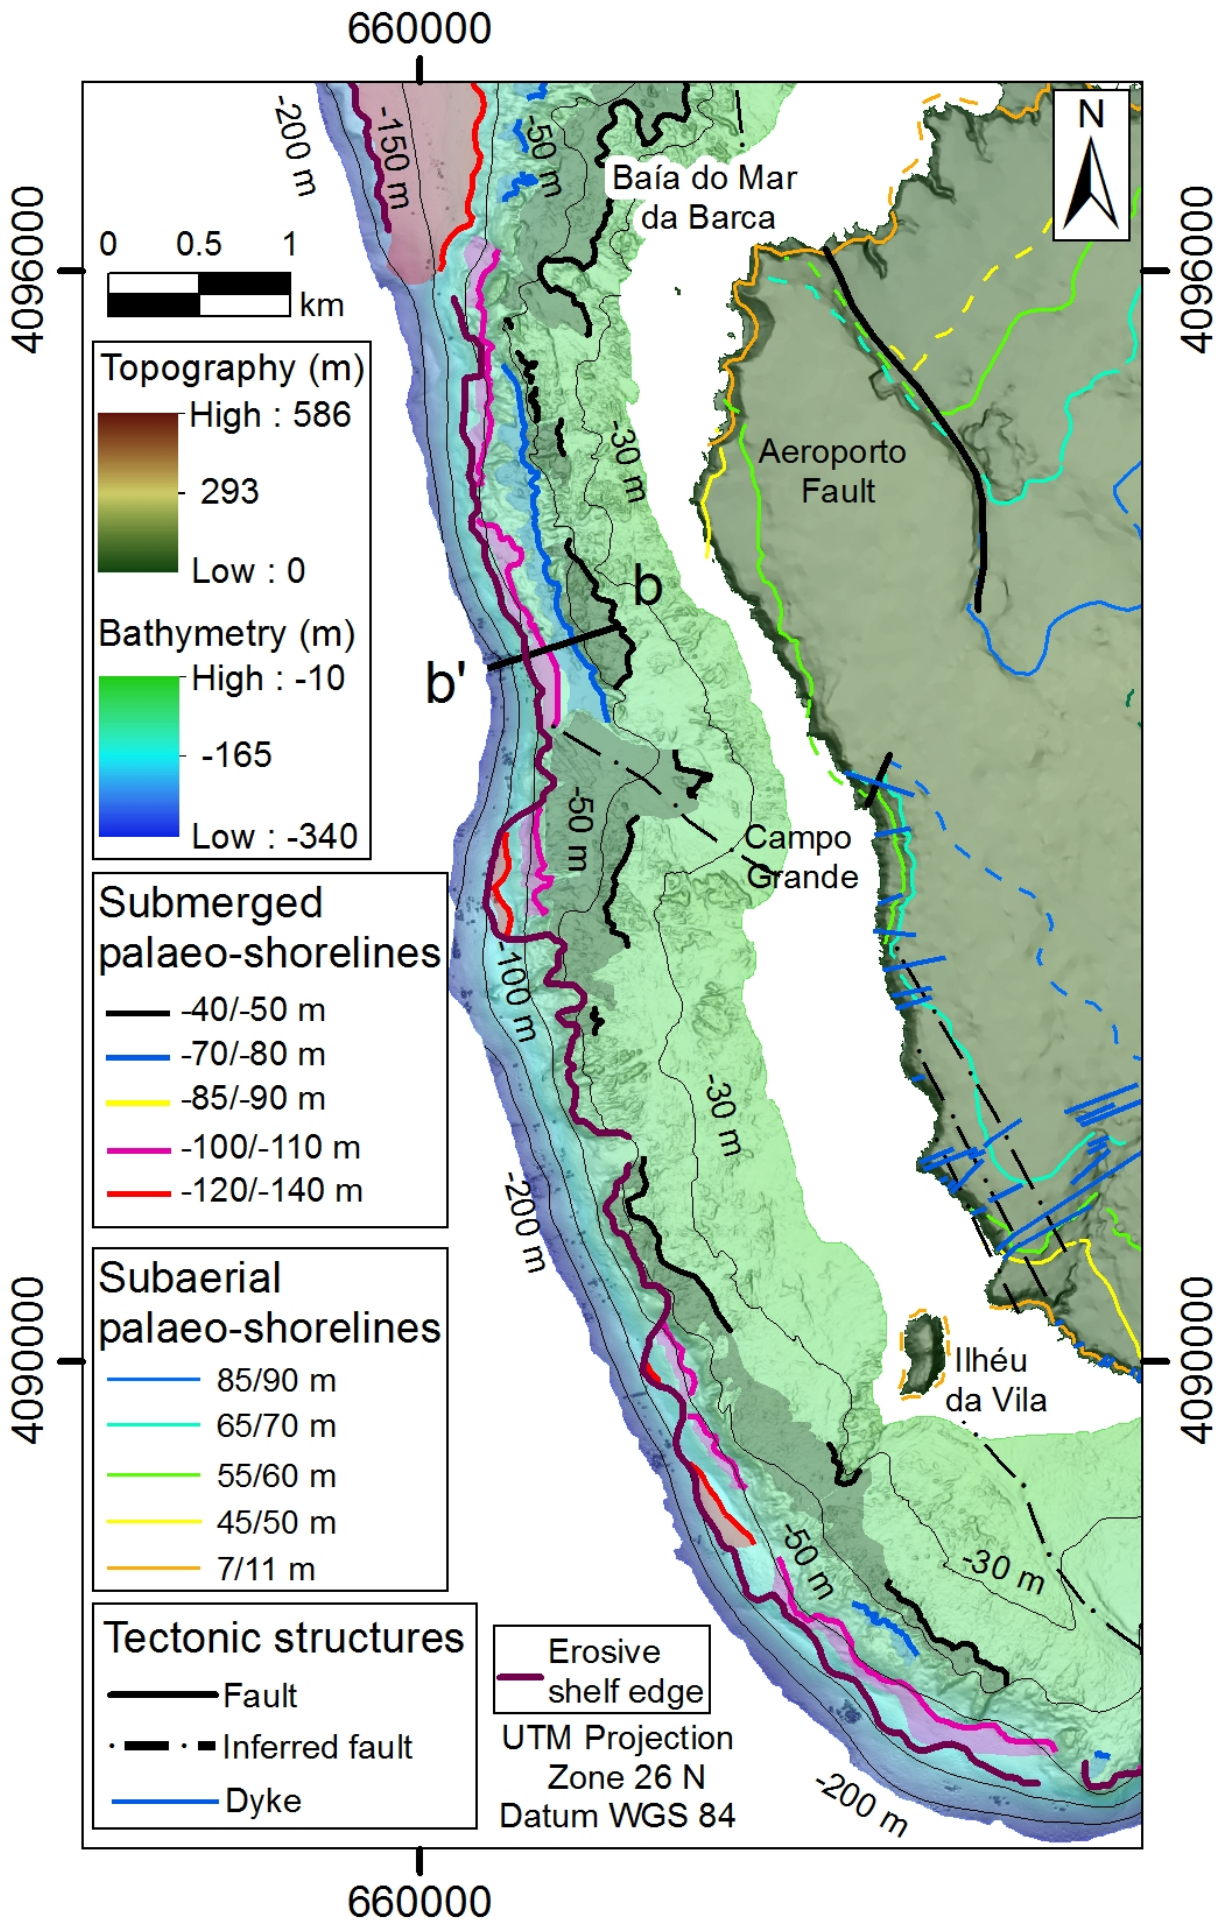 660000
-200 m
-150 m
-50 m
N
Baía do Mar
da Barca
4096000
4096000
0 0.5 1
km
Topography (m)
High : 586
293
Low : 0
Bathymetry (m)
High : -10
-165
Low : -340
-30 m
Aeroporto
Fault
b
b'
-50 m
Campo
Grande
-100 m
Submerged
palaeo-shorelines
-40/-50 m
-70/-80 m
-85/-90 m
-100/-110 m
-120/-140 m
-30 m
-200 m
Subaerial
palaeo-shorelines
85/90 m
65/70 m
55/60 m
45/50 m
7/11 m
4090000
4090000
Ilhéu
da Vila
-50 m
-30 m
Tectonic structures
Fault
Inferred fault
Dyke
Erosive
shelf edge
UTM Projection
Zone 26 N
Datum WGS 84
-200 m
660000